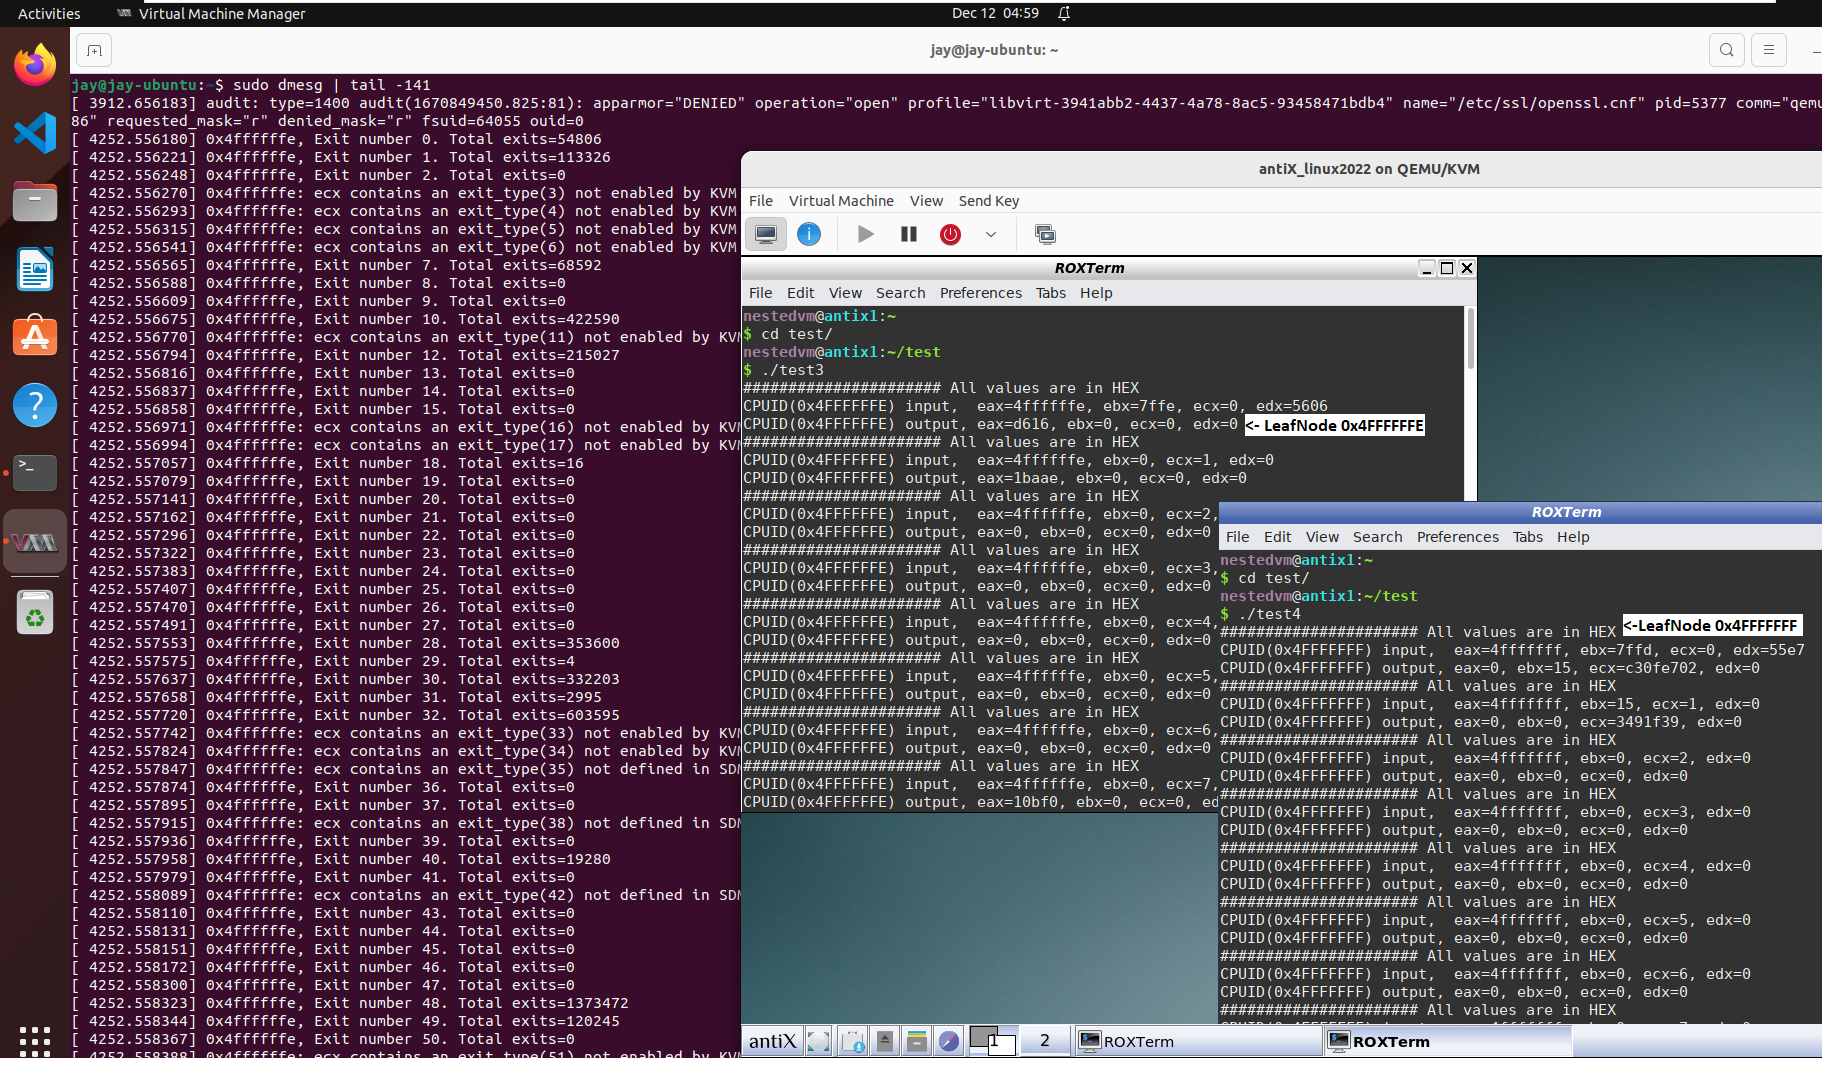 Activities
Virtual Machine Manager
Dec 12 04:59
jay@jay-ubuntu: ~
jay@jay-ubuntu:~$ sudo dmesg | tail -141
[ 3912.656183] audit: type=1400 audit(1670849450.825:81): apparmor="DENIED" operation="open" profile="libvirt-3941abb2-4437-4a78-8ac5-93458471bdb4" name="/etc/ssl/openssl.cnf" pid=5377 comm="qemu
86" requested_mask="r" denied_mask="r" fsuid=64055 ouid=0
[ 4252.556180] 0x4ffffffe, Exit number 0. Total exits=54806
[ 4252.556221] 0x4ffffffe, Exit number 1. Total exits=113326
[ 4252.556248] 0x4ffffffe, Exit number 2. Total exits=0
[ 4252.556270] 0x4ffffffe: ecx contains an exit_type(3) not enabled by KVM
[ 4252.556293] 0x4ffffffe: ecx contains an exit_type(4) not enabled by KVM
[ 4252.556315] 0x4ffffffe: ecx contains an exit_type(5) not enabled by KVM
[ 4252.556541] 0x4ffffffe: ecx contains an exit_type(6) not enabled by KVM
[ 4252.556565] 0x4ffffffe, Exit number 7. Total exits=68592
[ 4252.556588] 0x4ffffffe, Exit number 8. Total exits=0
[ 4252.556609] 0x4ffffffe, Exit number 9. Total exits=0
[ 4252.556675] 0x4ffffffe, Exit number 10. Total exits=422590
[ 4252.556770] 0x4ffffffe: ecx contains an exit_type(11) not enabled by KVM
[ 4252.556794] 0x4ffffffe, Exit number 12. Total exits=215027
[ 4252.556816] 0x4ffffffe, Exit number 13. Total exits=0
[ 4252.556837] 0x4ffffffe, Exit number 14. Total exits=0
[ 4252.556858] 0x4ffffffe, Exit number 15. Total exits=0
[ 4252.556971] 0x4ffffffe: ecx contains an exit_type(16) not enabled by KVM
[ 4252.556994] 0x4ffffffe: ecx contains an exit_type(17) not enabled by KVM
[ 4252.557057] 0x4ffffffe, Exit number 18. Total exits=16
[ 4252.557079] 0x4ffffffe, Exit number 19. Total exits=0
[ 4252.557141] 0x4ffffffe, Exit number 20. Total exits=0
[ 4252.557162] 0x4ffffffe, Exit number 21. Total exits=0
[ 4252.557296] 0x4ffffffe, Exit number 22. Total exits=0
[ 4252.557322] 0x4ffffffe, Exit number 23. Total exits=0
[ 4252.557383] 0x4ffffffe, Exit number 24. Total exits=0
[ 4252.557407] 0x4ffffffe, Exit number 25. Total exits=0
[ 4252.557470] 0x4ffffffe, Exit number 26. Total exits=0
[ 4252.557491] 0x4ffffffe, Exit number 27. Total exits=0
[ 4252.557553] 0x4ffffffe, Exit number 28. Total exits=353600
[ 4252.557575] 0x4ffffffe, Exit number 29. Total exits=4
[ 4252.557637] 0x4ffffffe, Exit number 30. Total exits=332203
[ 4252.557658] 0x4ffffffe, Exit number 31. Total exits=2995
[ 4252.557720] 0x4ffffffe, Exit number 32. Total exits=603595
[ 4252.557742] 0x4ffffffe: ecx contains an exit_type(33) not enabled by KVM
[ 4252.557824] 0x4ffffffe: ecx contains an exit_type(34) not enabled by KVM
[ 4252.557847] 0x4ffffffe: ecx contains an exit_type(35) not defined in SDM
[ 4252.557874] 0x4ffffffe, Exit number 36. Total exits=0
[ 4252.557895] 0x4ffffffe, Exit number 37. Total exits=0
[ 4252.557915] 0x4ffffffe: ecx contains an exit_type(38) not defined in SDM
[ 4252.557936] 0x4ffffffe, Exit number 39. Total exits=0
[ 4252.557958] 0x4ffffffe, Exit number 40. Total exits=19280
[ 4252.557979] 0x4ffffffe, Exit number 41. Total exits=0
[ 4252.558089] 0x4ffffffe: ecx contains an exit_type(42) not defined in SDM
[ 4252.558110] 0x4ffffffe, Exit number 43. Total exits=0
[ 4252.558131] 0x4ffffffe, Exit number 44. Total exits=0
[ 4252.558151] 0x4ffffffe, Exit number 45. Total exits=0
[ 4252.558172] 0x4ffffffe, Exit number 46. Total exits=0
[ 4252.558300] 0x4ffffffe, Exit number 47. Total exits=0
[ 4252.558323] 0x4ffffffe, Exit number 48. Total exits=1373472
[ 4252.558344] 0x4ffffffe, Exit number 49. Total exits=120245
[ 4252.558367] 0x4ffffffe, Exit number 50. Total exits=0
[ 4252.558388] 0x4ffffffe: ecx contains an exit_type(51) not enabled by KVM
antiX_linux2022 on QEMU/KVM
File Virtual Machine View Send Key
ROXTerm
File Edit View Search Preferences Tabs Help
nestedvm@antix1:~
$ cd test/
nestedvm@antix1:~/test
$ ./test3
###################### All values are in HEX
CPUID(0x4FFFFFFE) input,  eax=4ffffffe, ebx=7ffe, ecx=0, edx=5606
CPUID(0x4FFFFFFE) output, eax=d616, ebx=0, ecx=0, edx=0 <- LeafNode 0x4FFFFFFE
###################### All values are in HEX
CPUID(0x4FFFFFFE) input,  eax=4ffffffe, ebx=0, ecx=1, edx=0
CPUID(0x4FFFFFFE) output, eax=1baae, ebx=0, ecx=0, edx=0
###################### All values are in HEX
CPUID(0x4FFFFFFE) input,  eax=4ffffffe, ebx=0, ecx=2,
CPUID(0x4FFFFFFE) output, eax=0, ebx=0, ecx=0, edx=0
###################### All values are in HEX
CPUID(0x4FFFFFFE) input,  eax=4ffffffe, ebx=0, ecx=3,
CPUID(0x4FFFFFFE) output, eax=0, ebx=0, ecx=0, edx=0
###################### All values are in HEX
CPUID(0x4FFFFFFE) input,  eax=4ffffffe, ebx=0, ecx=4,
CPUID(0x4FFFFFFE) output, eax=0, ebx=0, ecx=0, edx=0
###################### All values are in HEX
CPUID(0x4FFFFFFE) input,  eax=4ffffffe, ebx=0, ecx=5,
CPUID(0x4FFFFFFE) output, eax=0, ebx=0, ecx=0, edx=0
###################### All values are in HEX
CPUID(0x4FFFFFFE) input,  eax=4ffffffe, ebx=0, ecx=6,
CPUID(0x4FFFFFFE) output, eax=0, ebx=0, ecx=0, edx=0
###################### All values are in HEX
CPUID(0x4FFFFFFE) input,  eax=4ffffffe, ebx=0, ecx=7,
CPUID(0x4FFFFFFE) output, eax=10bf0, ebx=0, ecx=0, ed
ROXTerm
File Edit View Search Preferences Tabs Help
nestedvm@antix1:~
$ cd test/
nestedvm@antix1:~/test
$ ./test4
###################### All values are in HEX <-LeafNode 0x4FFFFFFF
CPUID(0x4FFFFFFF) input,  eax=4fffffff, ebx=7ffd, ecx=0, edx=55e7
CPUID(0x4FFFFFFF) output, eax=0, ebx=15, ecx=c30fe702, edx=0
###################### All values are in HEX
CPUID(0x4FFFFFFF) input,  eax=4fffffff, ebx=15, ecx=1, edx=0
CPUID(0x4FFFFFFF) output, eax=0, ebx=0, ecx=3491f39, edx=0
###################### All values are in HEX
CPUID(0x4FFFFFFF) input,  eax=4fffffff, ebx=0, ecx=2, edx=0
CPUID(0x4FFFFFFF) output, eax=0, ebx=0, ecx=0, edx=0
###################### All values are in HEX
CPUID(0x4FFFFFFF) input,  eax=4fffffff, ebx=0, ecx=3, edx=0
CPUID(0x4FFFFFFF) output, eax=0, ebx=0, ecx=0, edx=0
###################### All values are in HEX
CPUID(0x4FFFFFFF) input,  eax=4fffffff, ebx=0, ecx=4, edx=0
CPUID(0x4FFFFFFF) output, eax=0, ebx=0, ecx=0, edx=0
###################### All values are in HEX
CPUID(0x4FFFFFFF) input,  eax=4fffffff, ebx=0, ecx=5, edx=0
CPUID(0x4FFFFFFF) output, eax=0, ebx=0, ecx=0, edx=0
###################### All values are in HEX
CPUID(0x4FFFFFFF) input,  eax=4fffffff, ebx=0, ecx=6, edx=0
CPUID(0x4FFFFFFF) output, eax=0, ebx=0, ecx=0, edx=0
###################### All values are in HEX
antiX 1 2 ROXTerm ROXTerm